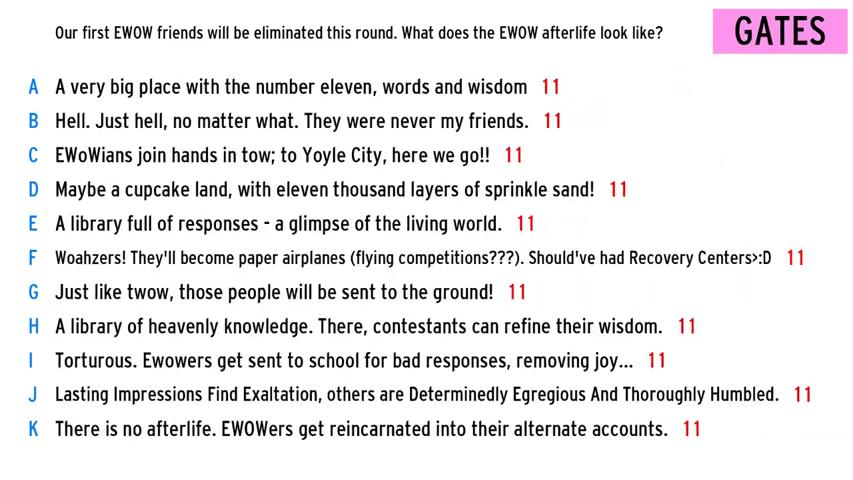 Our first EWOW friends will be eliminated this round. What does the EWOW afterlife look like?
GATES
A A very big place with the number eleven, words and wisdom 11
B Hell. Just hell, no matter what. They were never my friends. 11
C EWoWians join hands in tow; to Yoyle City, here we go!! 11
D Maybe a cupcake land, with eleven thousand layers of sprinkle sand! 11
E A library full of responses - a glimpse of the living world. 11
F Woahzers! They'll become paper airplanes (flying competitions???). Should've had Recovery Centers>:D 11
G Just like twow, those people will be sent to the ground! 11
H A library of heavenly knowledge. There, contestants can refine their wisdom. 11
I Torturous. Ewowers get sent to school for bad responses, removing joy... 11
J Lasting Impressions Find Exaltation, others are Determinedly Egregious And Thoroughly Humbled. 11
K There is no afterlife. EWOWers get reincarnated into their alternate accounts. 11